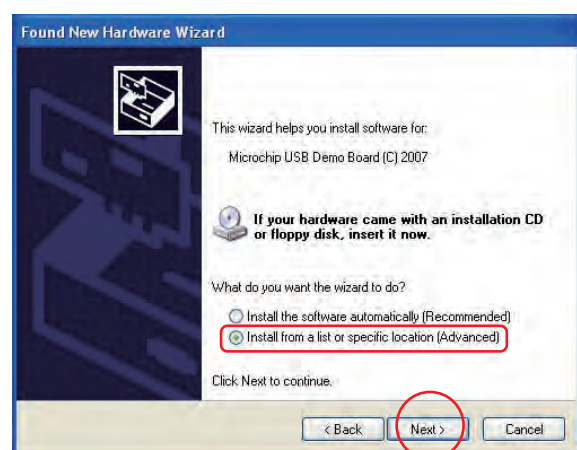 Found New Hardware Wizard
This wizard helps you install software for:
Microchip USB Demo Board (C) 2007
If your hardware came with an installation CD
or floppy disk, insert it now.
What do you want the wizard to do?
Install the software automatically (Recommended)
Install from a list or specific location (Advanced)
Click Next to continue.
< Back
Next >
Cancel